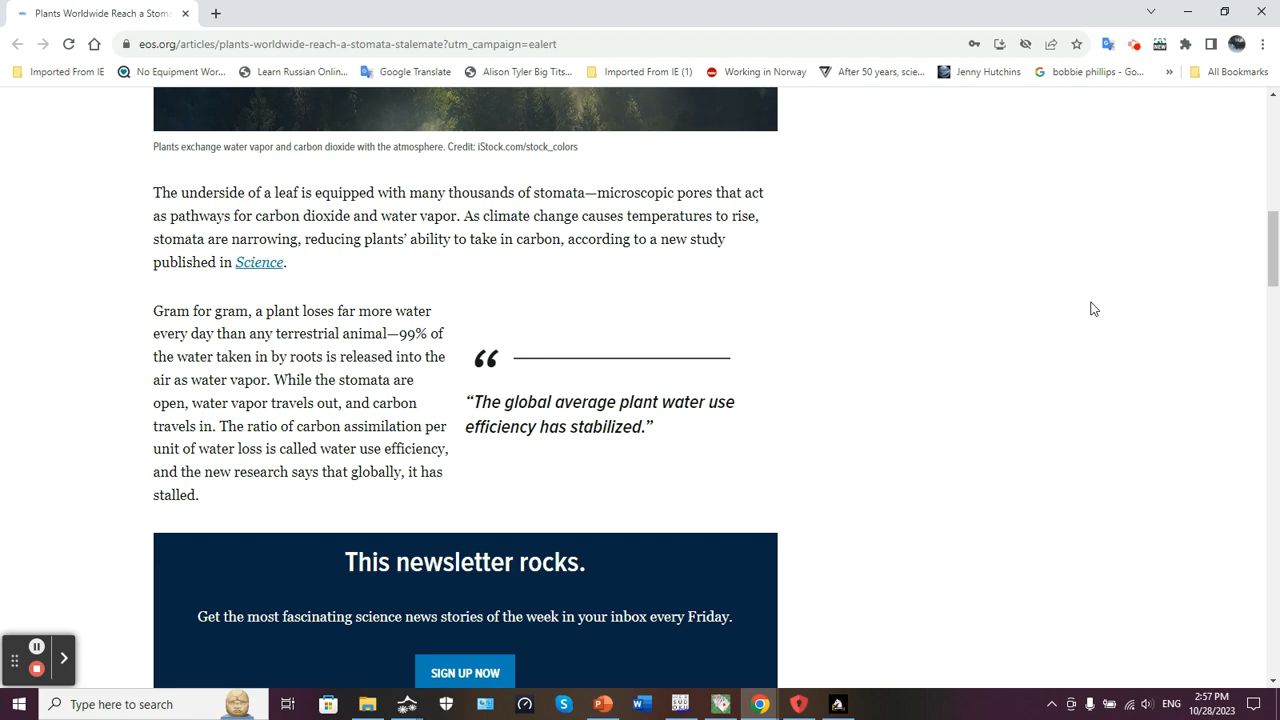 Plants Worldwide Reach a Stoma
eos.org/articles/plants-worldwide-reach-a-stomata-stalemate?utm_campaign=ealert
Imported From IE
No Equipment Wor...
Learn Russian Onlin...
Google Translate
Alison Tyler Big Tits...
Imported From IE (1)
Working in Norway
After 50 years, scie...
Jenny Hutchins
bobbie phillips - Go...
»
All Bookmarks
Plants exchange water vapor and carbon dioxide with the atmosphere. Credit: iStock.com/stock_colors
The underside of a leaf is equipped with many thousands of stomata—microscopic pores that act
as pathways for carbon dioxide and water vapor. As climate change causes temperatures to rise,
stomata are narrowing, reducing plants’ ability to take in carbon, according to a new study
published in Science.
Gram for gram, a plant loses far more water
every day than any terrestrial animal—99% of
the water taken in by roots is released into the
air as water vapor. While the stomata are
open, water vapor travels out, and carbon
travels in. The ratio of carbon assimilation per
unit of water loss is called water use efficiency,
and the new research says that globally, it has
stalled.
“The global average plant water use
efficiency has stabilized.”
This newsletter rocks.
Get the most fascinating science news stories of the week in your inbox every Friday.
SIGN UP NOW
Type here to search
ENG
2:57 PM
10/28/2023